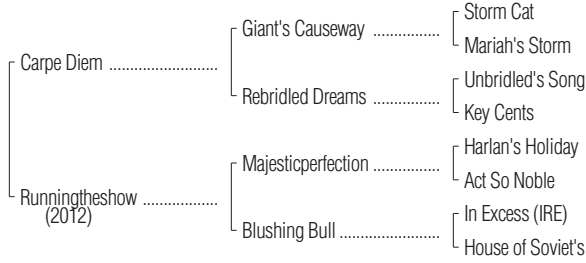 Storm Cat
Giant's Causeway ................
Mariah's Storm
Carpe Diem ..........................
Unbridled's Song
Rebridled Dreams ................
Key Cents
Harlan's Holiday
Majesticperfection ................
Act So Noble
Runningtheshow ..................
(2012)
In Excess (IRE)
Blushing Bull ........................
House of Soviet's